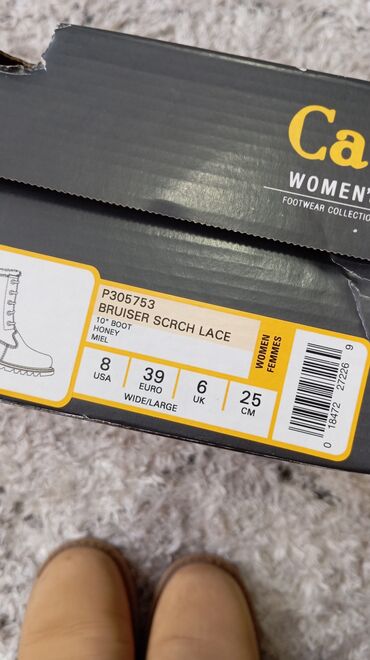 Ca
WOMEN'
FOOTWEAR COLLECTIO
P305753
BRUISER SCRCH LACE
10" BOOT
HONEY
MIEL
WOMEN
FEMMES
8 39 6 25
USA EURO UK CM
WIDE/LARGE
0 18472 27226 9